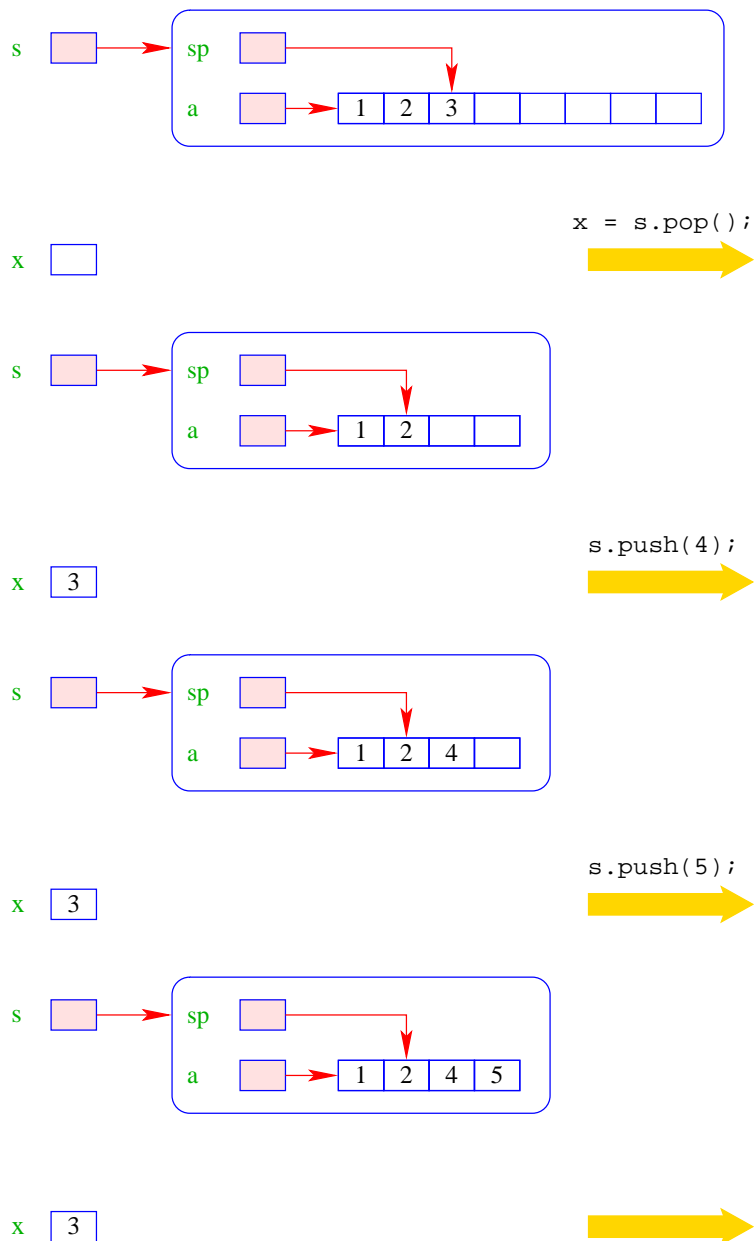 s sp
a 1 2 3
x = s.pop();
x
s sp
a 1 2
s.push(4);
x 3
s sp
a 1 2 4
s.push(5);
x 3
s sp
a 1 2 4 5
x 3